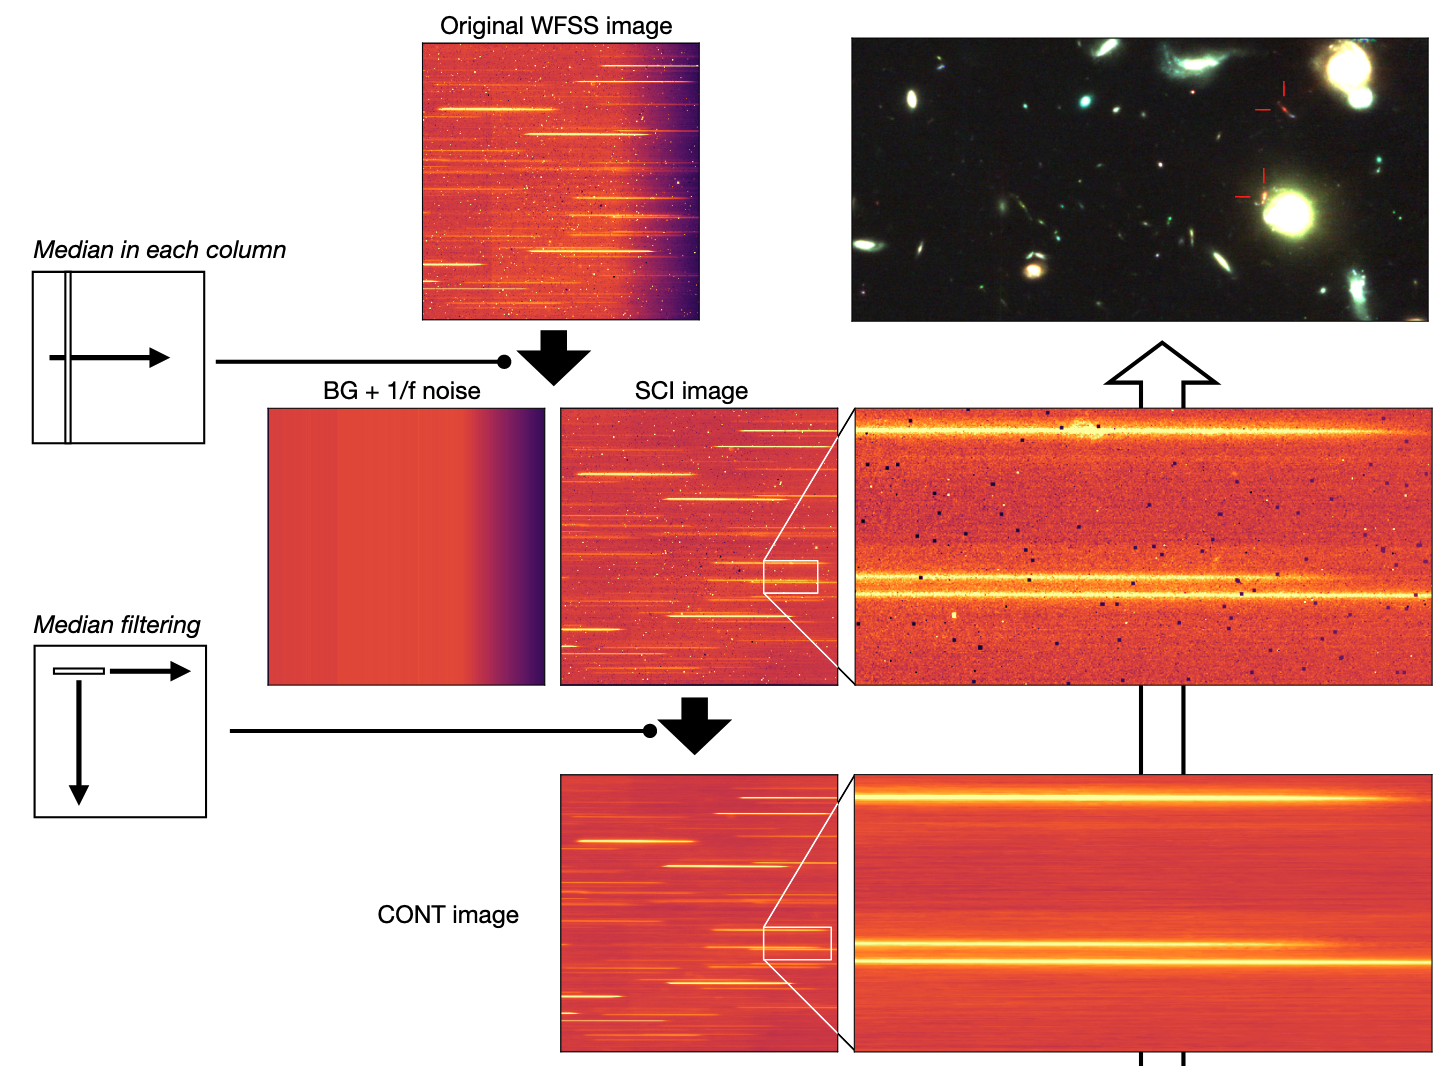 Original WFSS image
Median in each column
BG + 1/f noise
SCI image
Median filtering
CONT image